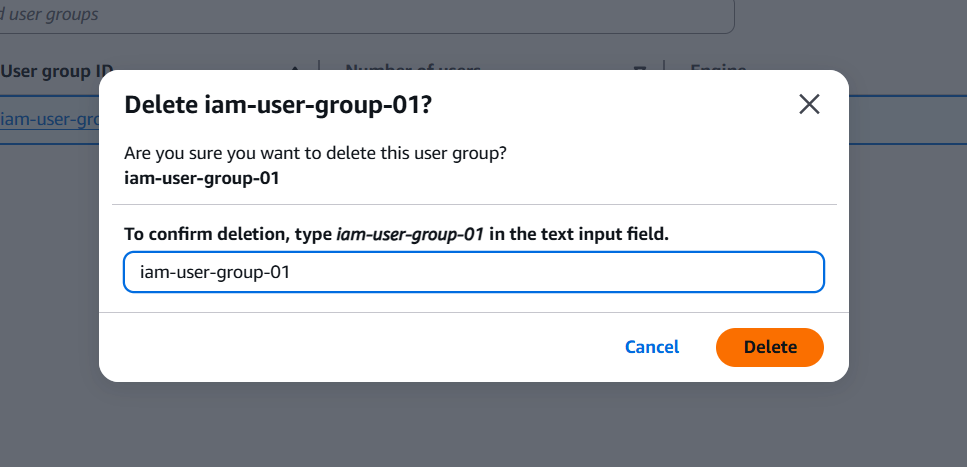 d user groups
User group ID
Number of users
Engine
iam-user-gro
Delete iam-user-group-01?
Are you sure you want to delete this user group?
iam-user-group-01
To confirm deletion, type iam-user-group-01 in the text input field.
iam-user-group-01
Cancel
Delete